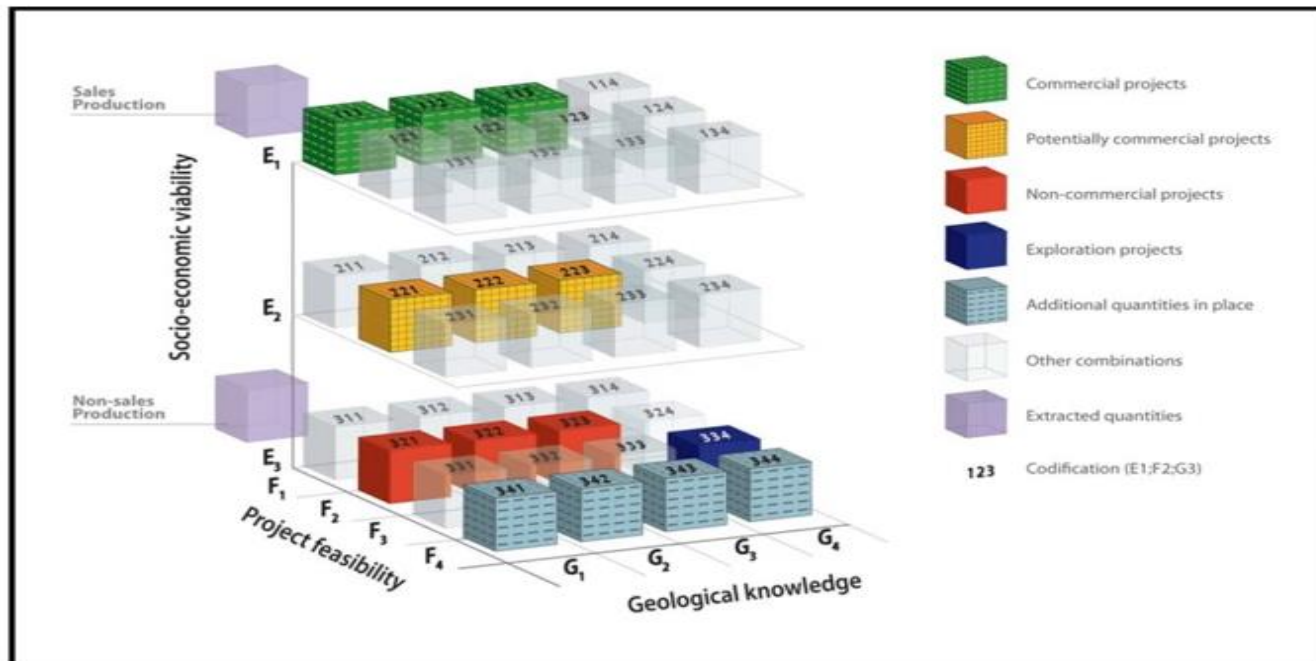 Sales
Production
113
114
121
122
123
124
131
132
133
134
E1
Socio-economic viability
211
212
213
214
221
222
223
224
231
232
233
234
E2
Non-sales
Production
311
312
313
314
321
322
323
324
331
332
333
334
341
342
343
344
E3
F1
F2
F3
F4
Project feasibility
G1
G2
G3
G4
Geological knowledge
Commercial projects
Potentially commercial projects
Non-commercial projects
Exploration projects
Additional quantities in place
Other combinations
Extracted quantities
123 Codification (E1;F2;G3)